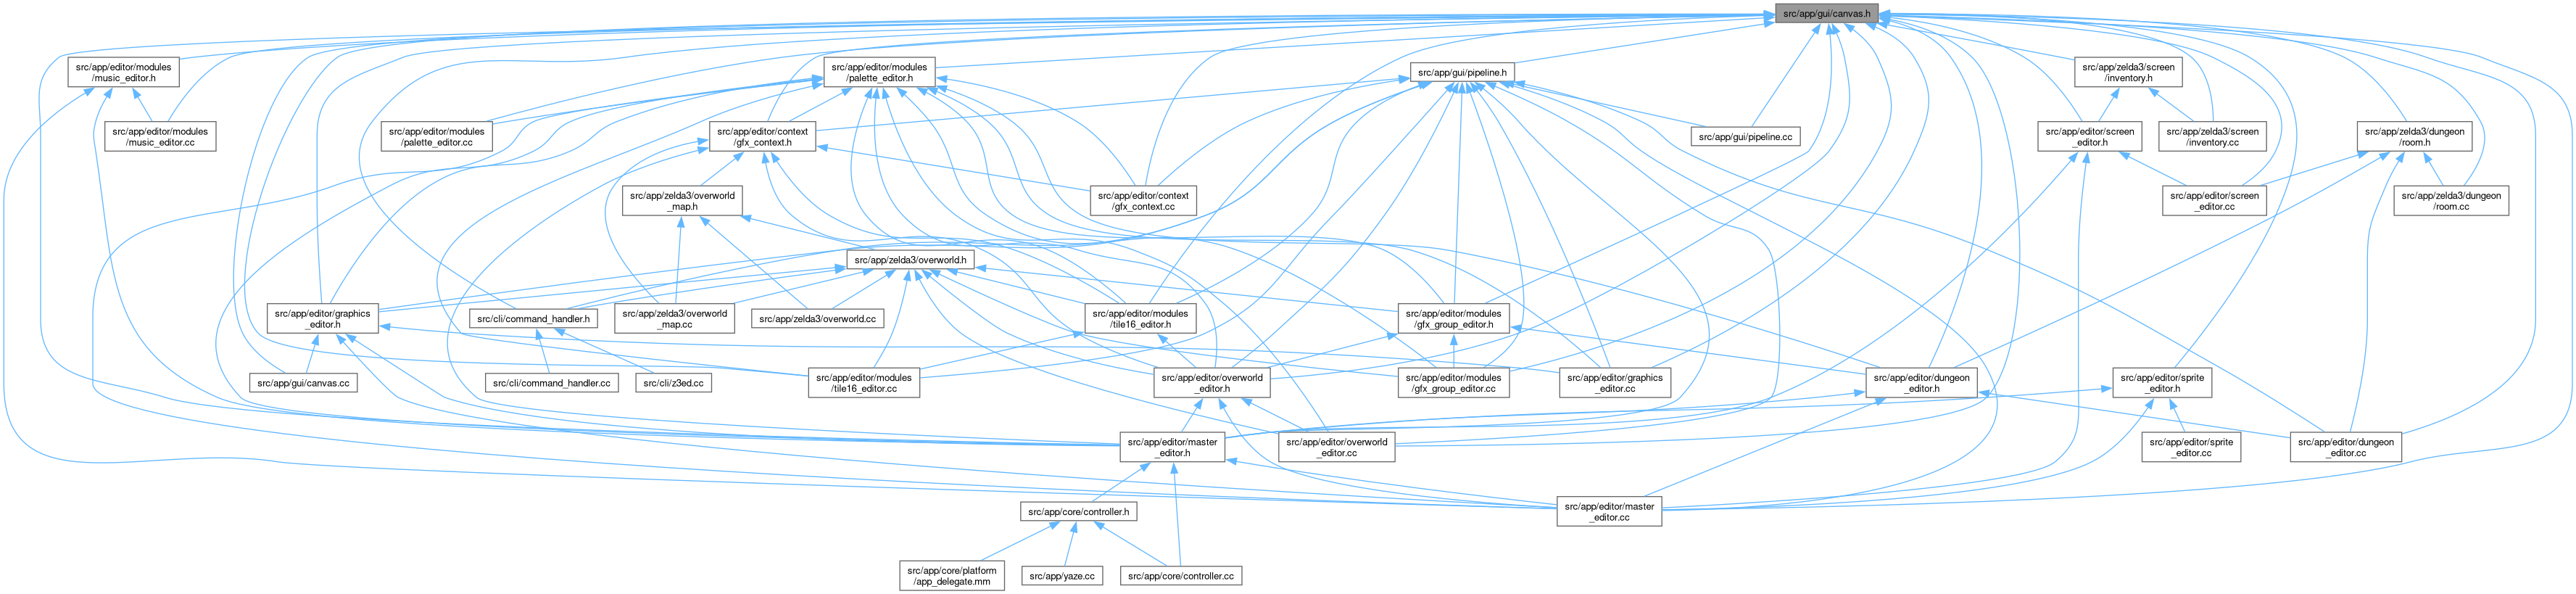 src/app/gui/canvas.h
src/app/editor/modules
/music_editor.h
src/app/editor/modules
/palette_editor.h
src/app/gui/pipeline.h
src/app/zelda3/screen
/inventory.h
src/app/editor/modules
/music_editor.cc
src/app/editor/modules
/palette_editor.cc
src/app/editor/context
/gfx_context.h
src/app/gui/pipeline.cc
src/app/editor/screen
_editor.h
src/app/zelda3/screen
/inventory.cc
src/app/zelda3/dungeon
/room.h
src/app/zelda3/overworld
_map.h
src/app/editor/context
/gfx_context.cc
src/app/editor/screen
_editor.cc
src/app/zelda3/dungeon
/room.cc
src/app/zelda3/overworld.h
src/app/editor/graphics
_editor.h
src/cli/command_handler.h
src/app/zelda3/overworld
_map.cc
src/app/zelda3/overworld.cc
src/app/editor/modules
/tile16_editor.h
src/app/editor/modules
/gfx_group_editor.h
src/app/gui/canvas.cc
src/cli/command_handler.cc
src/cli/z3ed.cc
src/app/editor/modules
/tile16_editor.cc
src/app/editor/overworld
_editor.h
src/app/editor/modules
/gfx_group_editor.cc
src/app/editor/graphics
_editor.cc
src/app/editor/dungeon
_editor.h
src/app/editor/sprite
_editor.h
src/app/editor/master
_editor.h
src/app/editor/overworld
_editor.cc
src/app/editor/sprite
_editor.cc
src/app/editor/dungeon
_editor.cc
src/app/core/controller.h
src/app/editor/master
_editor.cc
src/app/core/platform
/app_delegate.mm
src/app/yaze.cc
src/app/core/controller.cc